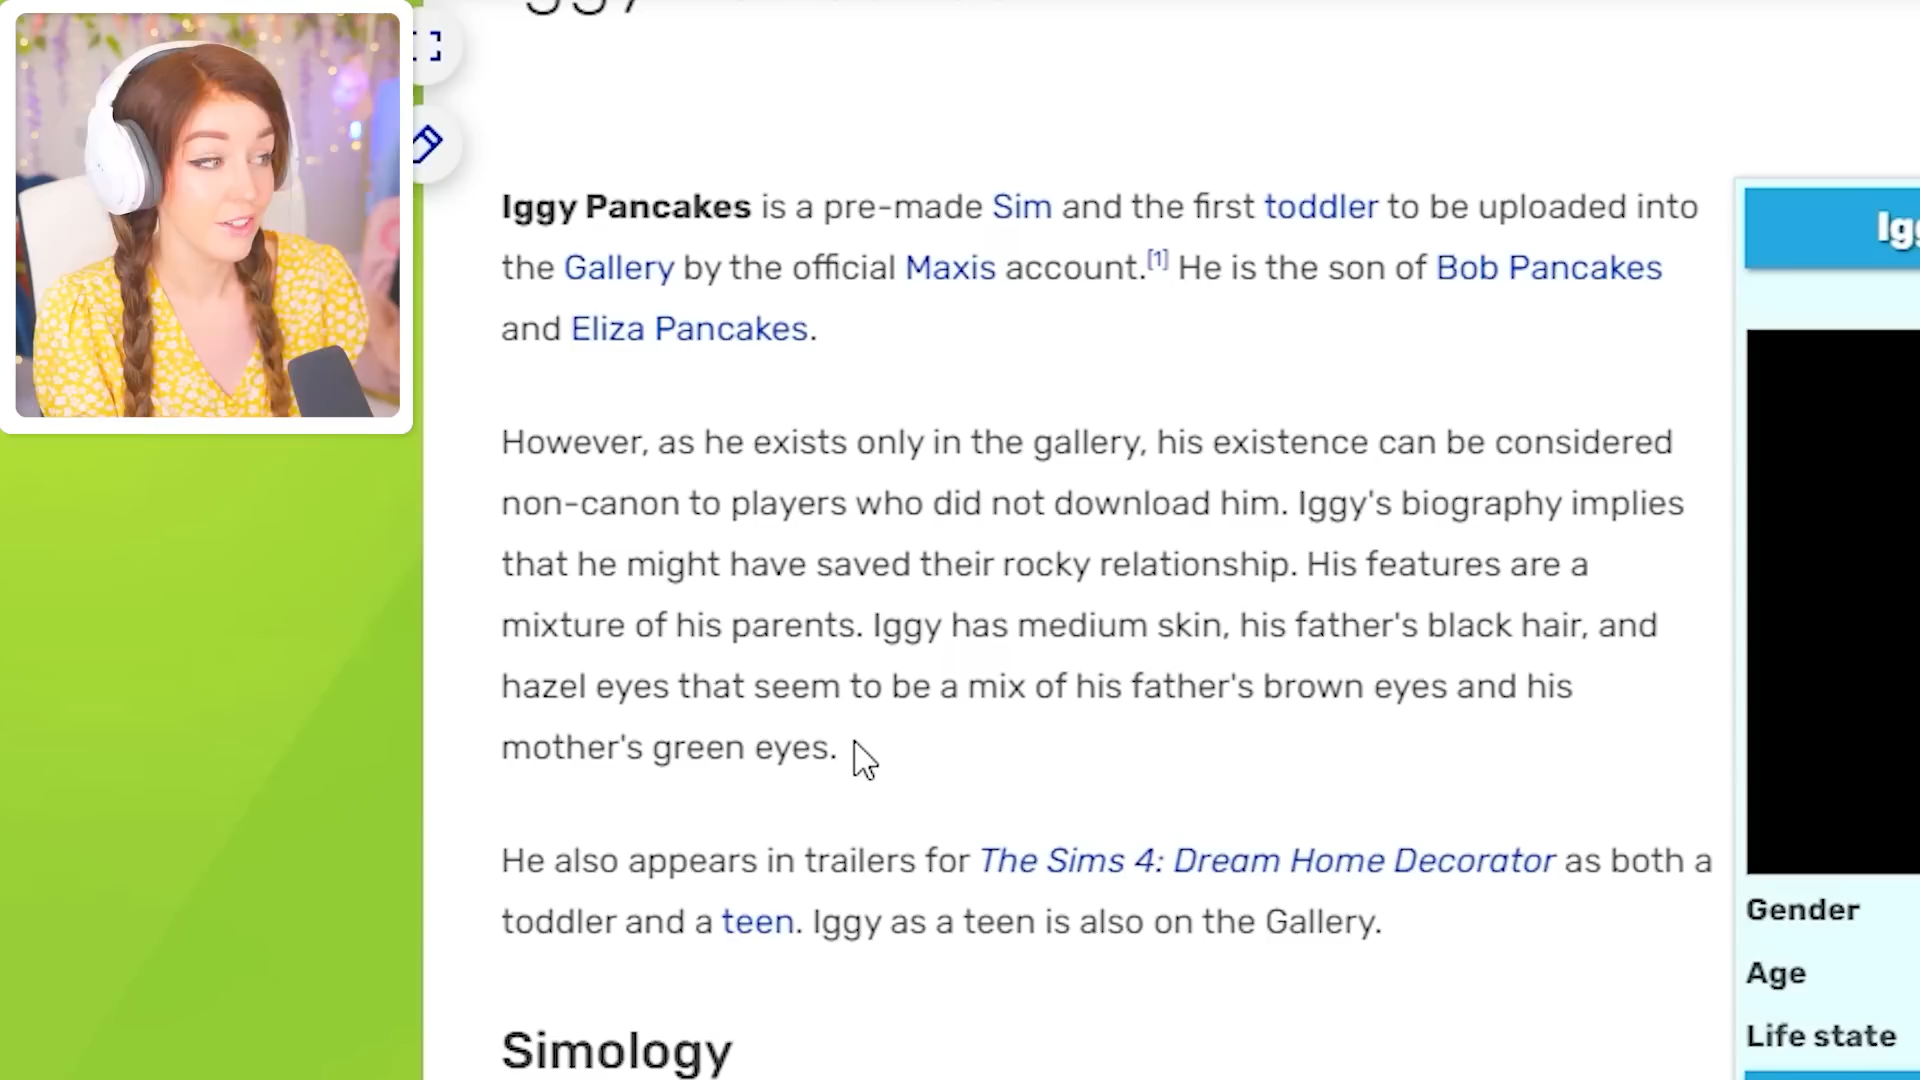 Iggy Pancakes is a pre-made Sim and the first toddler to be uploaded into
the Gallery by the official Maxis account.[1] He is the son of Bob Pancakes
and Eliza Pancakes.
However, as he exists only in the gallery, his existence can be considered
non-canon to players who did not download him. Iggy's biography implies
that he might have saved their rocky relationship. His features are a
mixture of his parents. Iggy has medium skin, his father's black hair, and
hazel eyes that seem to be a mix of his father's brown eyes and his
mother's green eyes.
He also appears in trailers for The Sims 4: Dream Home Decorator as both a
toddler and a teen. Iggy as a teen is also on the Gallery.
Simology
Gender
Age
Life state